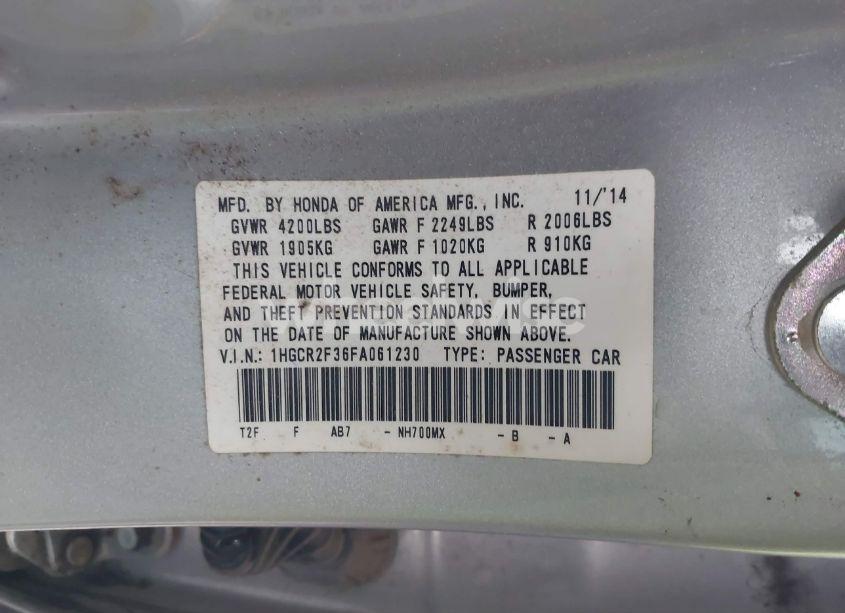 MFD. BY HONDA OF AMERICA MFG., INC. 11/'14
GVWR 4200LBS GAWR F 2249LBS R 2006LBS
GVWR 1905KG GAWR F 1020KG R 910KG
THIS VEHICLE CONFORMS TO ALL APPLICABLE
FEDERAL MOTOR VEHICLE SAFETY, BUMPER,
AND THEFT PREVENTION STANDARDS IN EFFECT
ON THE DATE OF MANUFACTURE SHOWN ABOVE.
V.I.N.: 1HGCR2F36FA061230 TYPE: PASSENGER CAR
T2F F AB7 - NH700MX - B - A